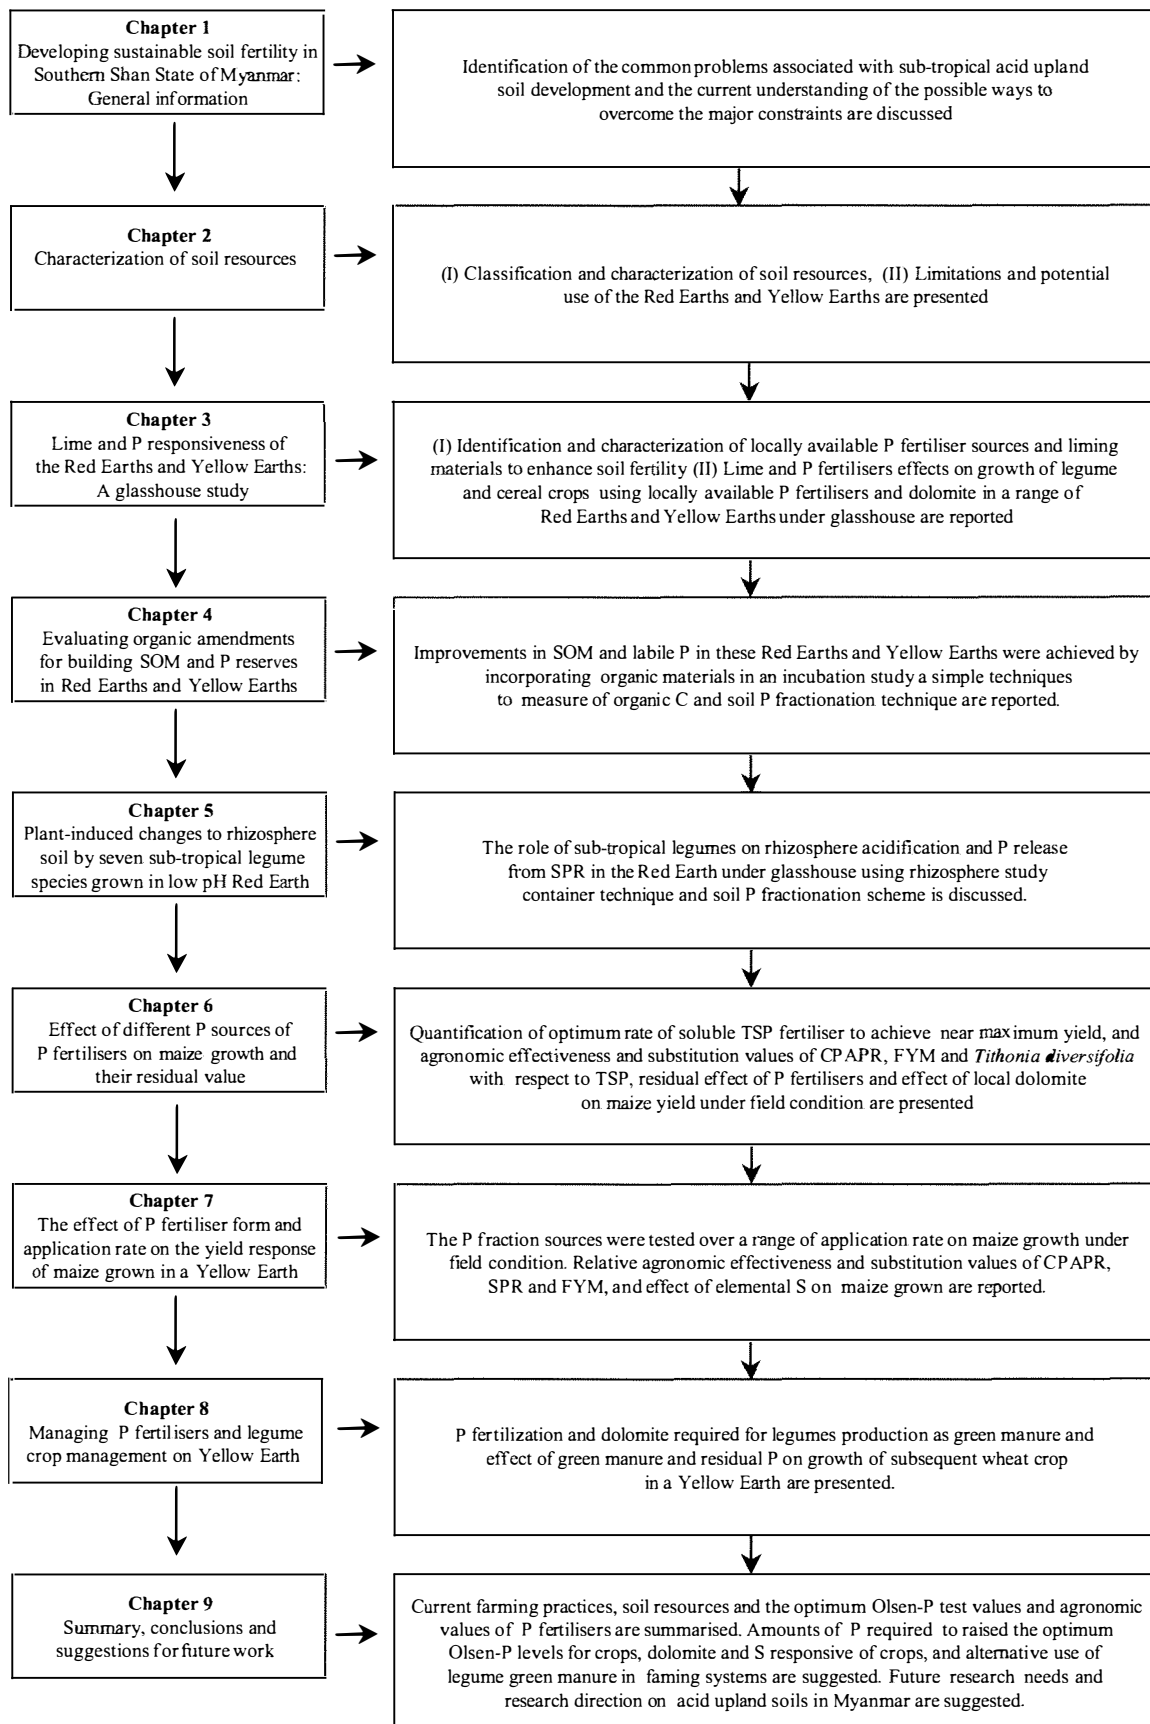 Chapter 1
Developing sustainable soil fertility in
Southern Shan State of Myanmar:
General information
Identification of the common problems associated with sub-tropical acid upland
soil development and the current understanding of the possible ways to
overcome the major constraints are discussed
Chapter 2
Characterization of soil resources
(I) Classification and characterization of soil resources, (II) Limitations and potential
use of the Red Earths and Yellow Earths are presented
Chapter 3
Lime and P responsiveness of
the Red Earths and Yellow Earths:
A glasshouse study
(I) Identification and characterization of locally available P fertiliser sources and liming
materials to enhance soil fertility (II) Lime and P fertilisers effects on growth of legume
and cereal crops using locally available P fertilisers and dolomite in a range of
Red Earths and Yellow Earths under glasshouse are reported
Chapter 4
Evaluating organic amendments
for building SOM and P reserves
in Red Earths and Yellow Earths
Improvements in SOM and labile P in these Red Earths and Yellow Earths were achieved by
incorporating organic materials in an incubation study a simple techniques
to measure of organic C and soil P fractionation technique are reported.
Chapter 5
Plant-induced changes to rhizosphere
soil by seven sub-tropical legume
species grown in low pH Red Earth
The role of sub-tropical legumes on rhizosphere acidification and P release
from SPR in the Red Earth under glasshouse using rhizosphere study
container technique and soil P fractionation scheme is discussed.
Chapter 6
Effect of different P sources of
P fertilisers on maize growth and
their residual value
Quantification of optimum rate of soluble TSP fertiliser to achieve near maximum yield, and
agronomic effectiveness and substitution values of CPAPR, FYM and Tithonia diversifolia
with respect to TSP, residual effect of P fertilisers and effect of local dolomite
on maize yield under field condition are presented
Chapter 7
The effect of P fertiliser form and
application rate on the yield response
of maize grown in a Yellow Earth
The P fraction sources were tested over a range of application rate on maize growth under
field condition. Relative agronomic effectiveness and substitution values of CPAPR,
SPR and FYM, and effect of elemental S on maize grown are reported.
Chapter 8
Managing P fertilisers and legume
crop management on Yellow Earth
P fertilization and dolomite required for legumes production as green manure and
effect of green manure and residual P on growth of subsequent wheat crop
in a Yellow Earth are presented.
Chapter 9
Summary, conclusions and
suggestions for future work
Current farming practices, soil resources and the optimum Olsen-P test values and agronomic
values of P fertilisers are summarised. Amounts of P required to raised the optimum
Olsen-P levels for crops, dolomite and S responsive of crops, and alternative use of
legume green manure in faming systems are suggested. Future research needs and
research direction on acid upland soils in Myanmar are suggested.